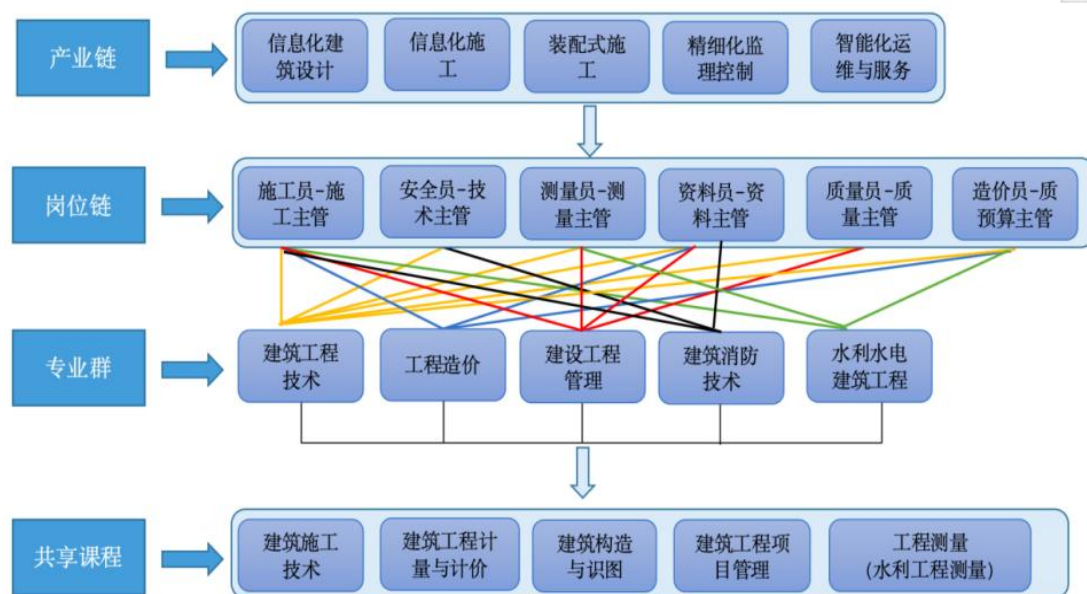 产业链
信息化建
筑设计
信息化施
工
装配式施
工
精细化监
理控制
智能化运
维与服务
岗位链
施工员-施
工主管
安全员-技
术主管
测量员-测
量主管
资料员-资
料主管
质量员-质
量主管
造价员-质
预算主管
专业群
建筑工程
技术
工程造价
建设工程
管理
建筑消防
技术
水利水电
建筑工程
共享课程
建筑施工
技术
建筑工程计
量与计价
建筑构造
与识图
建筑工程项
目管理
工程测量
(水利工程测量)